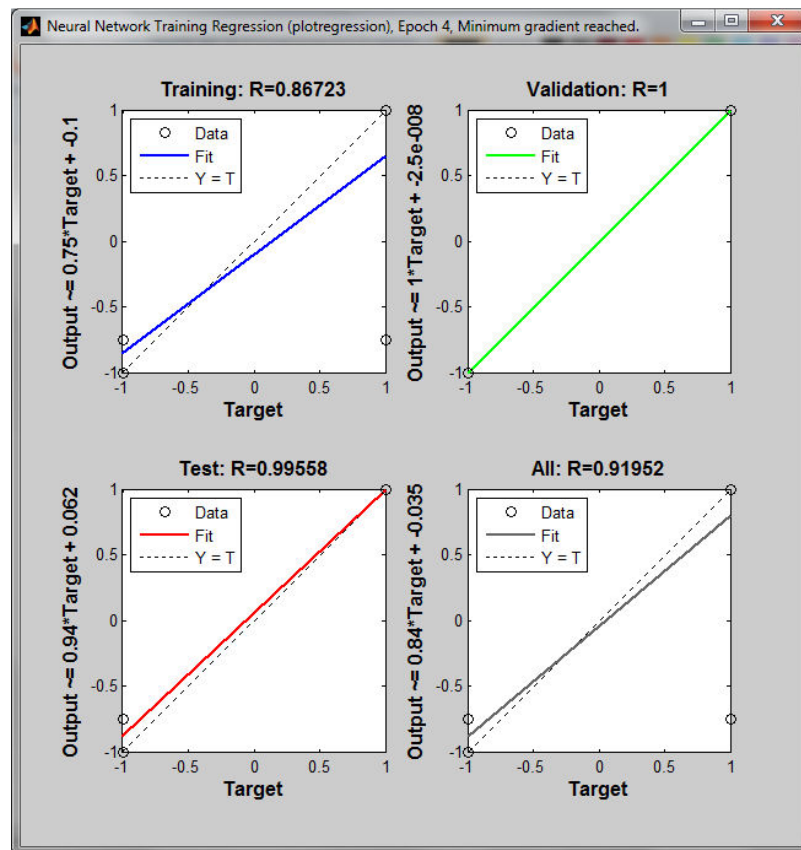 Neural Network Training Regression (plotregression), Epoch 4, Minimum gradient reached.
Training: R=0.86723
Output ~= 0.75*Target + -0.1
1
0.5
0
-0.5
-1
Data
Fit
Y = T
-1
-0.5
0
0.5
1
Target
Validation: R=1
Output ~= 1*Target + -2.5e-008
1
0.5
0
-0.5
-1
Data
Fit
Y = T
-1
-0.5
0
0.5
1
Target
Test: R=0.99558
Output ~= 0.94*Target + 0.062
1
0.5
0
-0.5
-1
Data
Fit
Y = T
-1
-0.5
0
0.5
1
Target
All: R=0.91952
Output ~= 0.84*Target + -0.035
1
0.5
0
-0.5
-1
Data
Fit
Y = T
-1
-0.5
0
0.5
1
Target